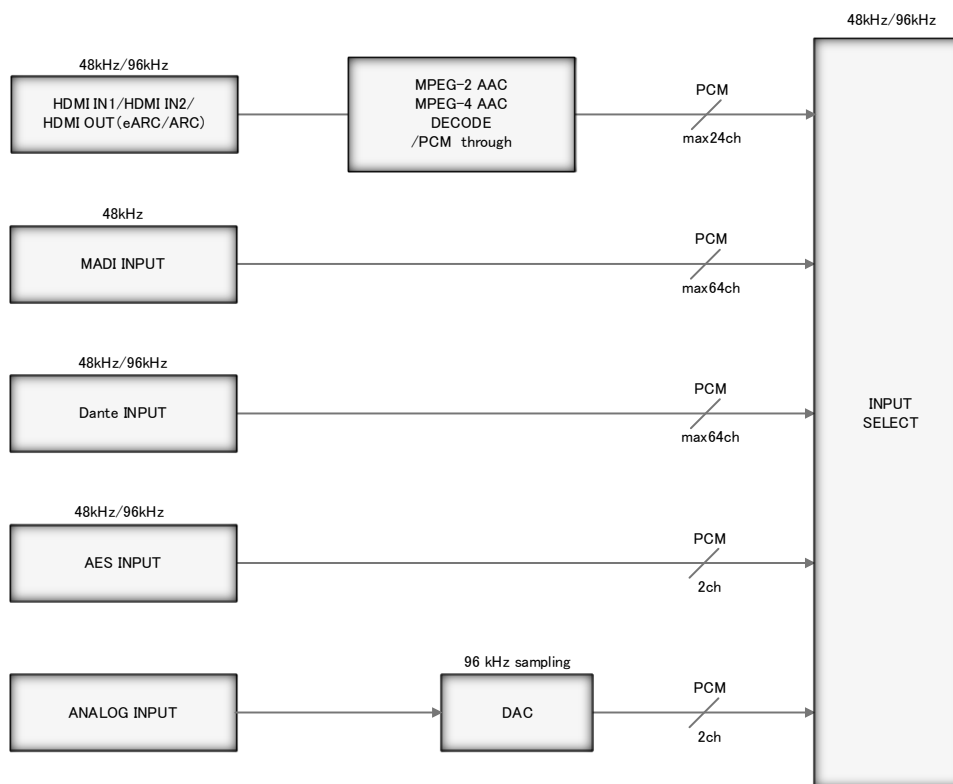 48kHz/96kHz
48kHz/96kHz
HDMI IN1/HDMI IN2/
HDMI OUT(eARC/ARC)
MPEG-2 AAC
MPEG-4 AAC
DECODE
/PCM through
PCM
max24ch
48kHz
MADI INPUT
PCM
max64ch
48kHz/96kHz
Dante INPUT
PCM
max64ch
INPUT
SELECT
48kHz/96kHz
AES INPUT
PCM
2ch
ANALOG INPUT
96 kHz sampling
DAC
PCM
2ch